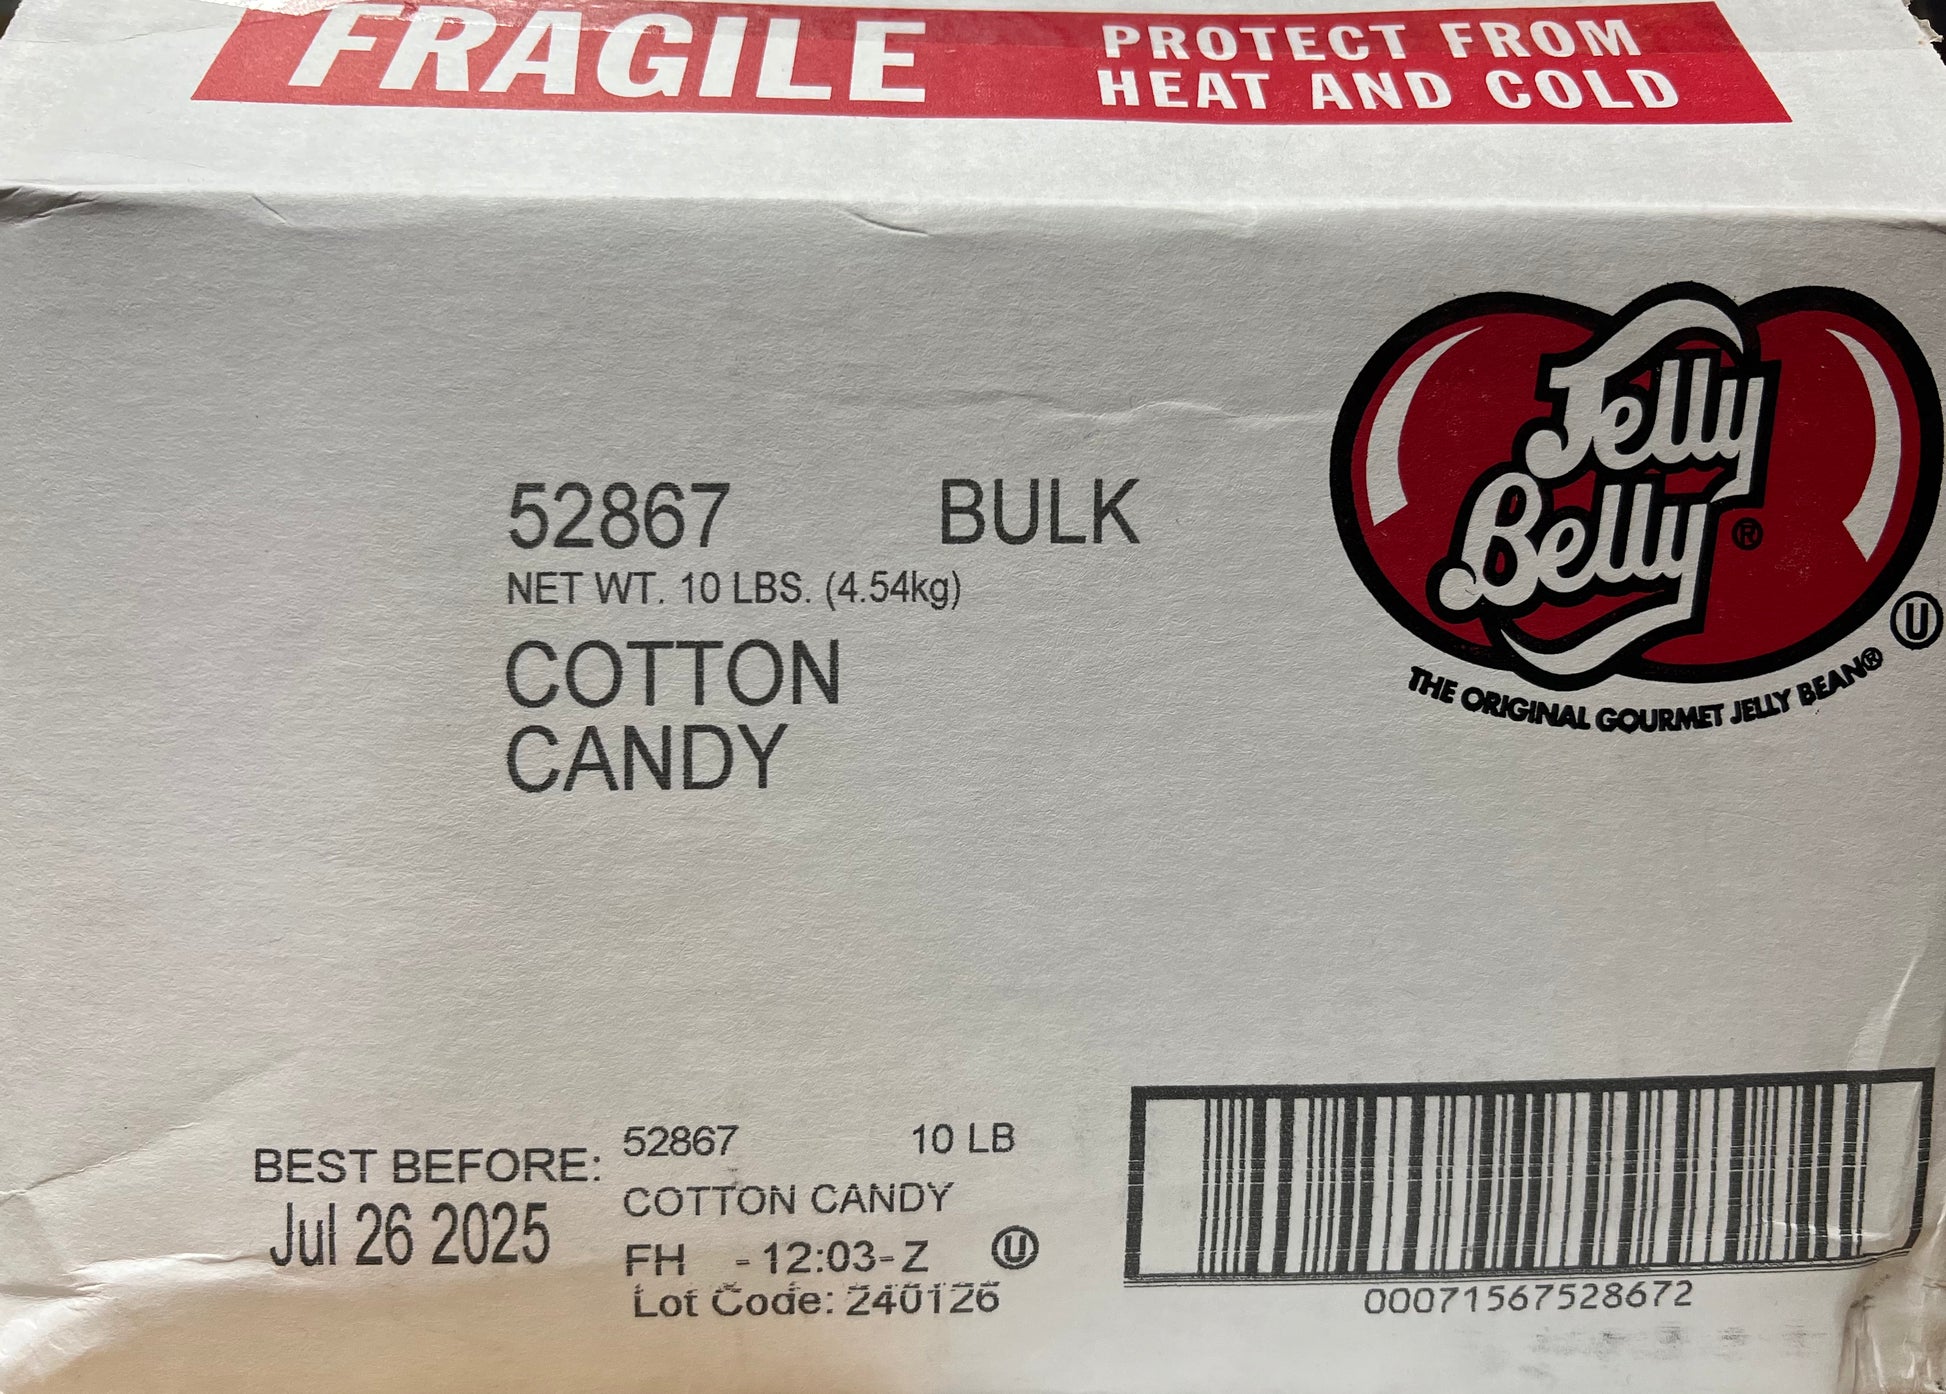 FRAGILE
PROTECT FROM
HEAT AND COLD
Jelly
Belly®
U
THE ORIGINAL GOURMET JELLY BEAN®
52867 BULK
NET WT. 10 LBS. (4.54kg)
COTTON
CANDY
BEST BEFORE:
Jul 26 2025
52867 10 LB
COTTON CANDY
FH - 12:03-Z U
Lot Code: 240126
00071567528672